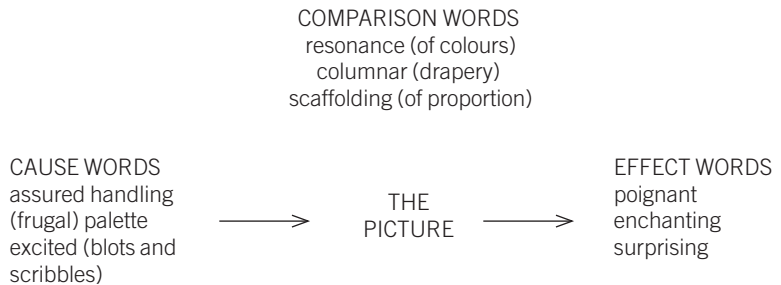 COMPARISON WORDS
resonance (of colours)
columnar (drapery)
scaffolding (of proportion)
CAUSE WORDS
assured handling
(frugal) palette
excited (blots and
scribbles)
THE
PICTURE
EFFECT WORDS
poignant
enchanting
surprising